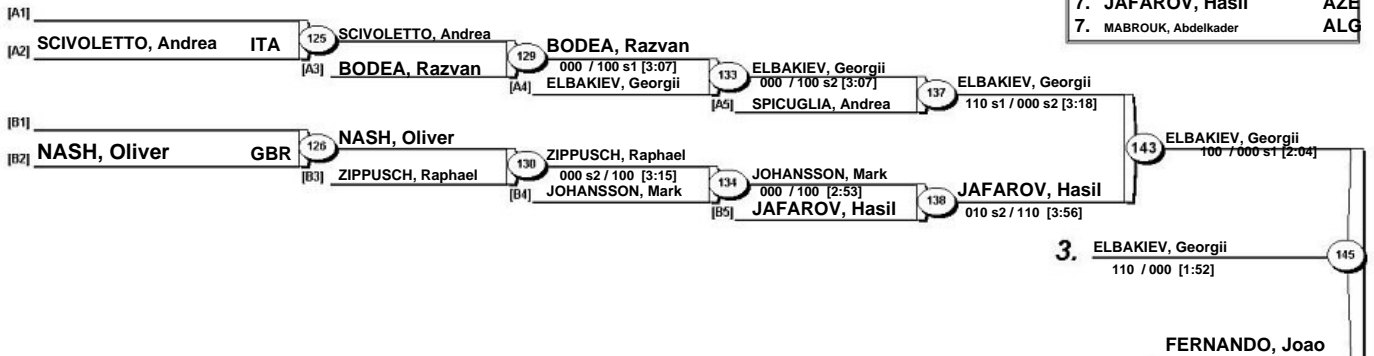 7. JAFAROV, Hasil AZE
7. MABROUK, Abdelkader ALG
[A1]
[A2] SCIVOLETTO, Andrea ITA
125
SCIVOLETTO, Andrea
[A3] BODEA, Razvan
129
BODEA, Razvan
000 / 100 s1 [3:07]
[A4] ELBAKIEV, Georgii
133
ELBAKIEV, Georgii
000 / 100 s2 [3:07]
[A5] SPICUGLIA, Andrea
137
ELBAKIEV, Georgii
110 s1 / 000 s2 [3:18]
[B1]
[B2] NASH, Oliver GBR
126
NASH, Oliver
[B3] ZIPPUSCH, Raphael
130
ZIPPUSCH, Raphael
000 s2 / 100 [3:15]
[B4] JOHANSSON, Mark
134
JOHANSSON, Mark
000 / 100 [2:53]
[B5] JAFAROV, Hasil
138
JAFAROV, Hasil
010 s2 / 110 [3:56]
143
ELBAKIEV, Georgii
100 / 000 s1 [2:04]
3. ELBAKIEV, Georgii
110 / 000 [1:52]
145
FERNANDO, Joao